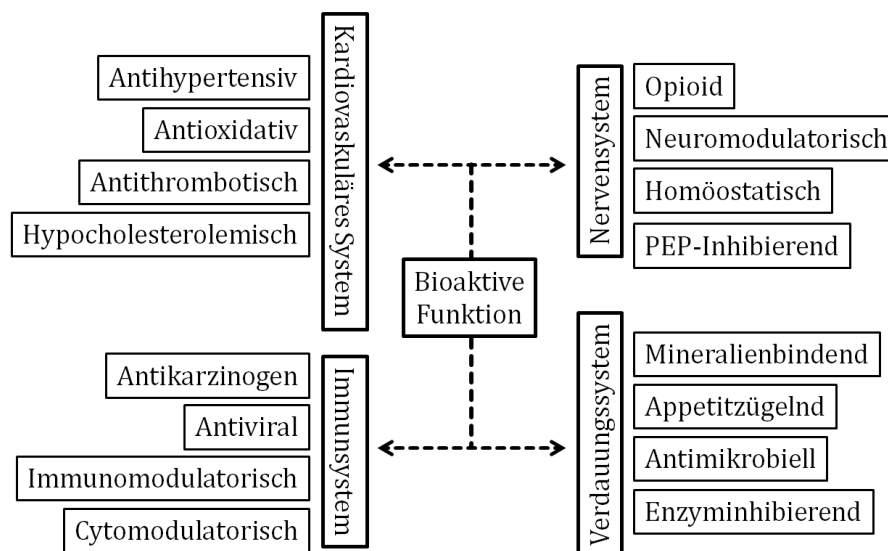 Kardiovaskuläres System
Antihypertensiv
Antioxidativ
Antithrombotisch
Hypocholesterolemisch
Nervensystem
Opioid
Neuromodulatorisch
Homöostatisch
PEP-Inhibierend
Bioaktive
Funktion
Immunsystem
Antikarzinogen
Antiviral
Immunomodulatorisch
Cytomodulatorisch
Verdauungssystem
Mineralienbindend
Appetitzügelnd
Antimikrobiell
Enzyminhibierend